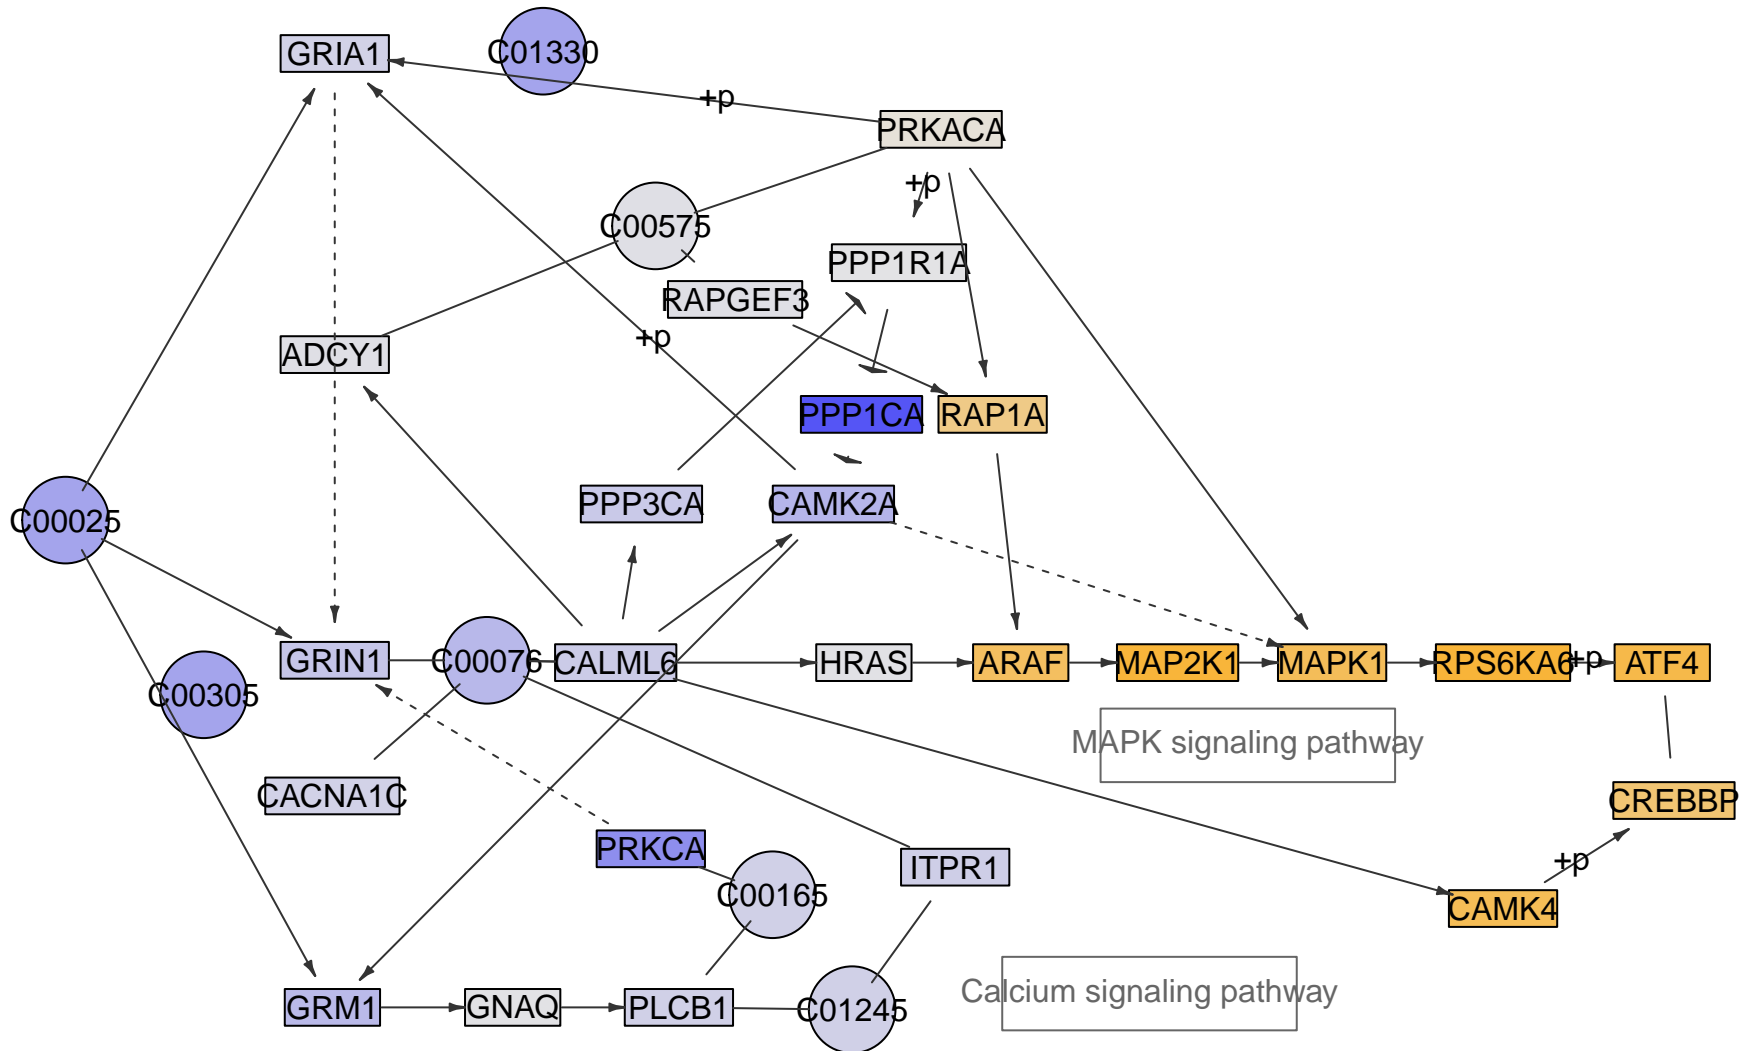 GRIA1
C01330
+p
PRKACA
+p
C00575
PPP1R1A
RAPGEF3
+p
ADCY1
PPP1CA
RAP1A
PPP3CA
CAMK2A
C00025
GRIN1
C00076
CALML6
HRAS
ARAF
MAP2K1
MAPK1
RPS6KA6
+p
ATF4
C00305
MAPK signaling pathway
CACNA1C
CREBBP
PRKCA
ITPR1
+p
C00165
CAMK4
Calcium signaling pathway
GRM1
GNAQ
PLCB1
C01245